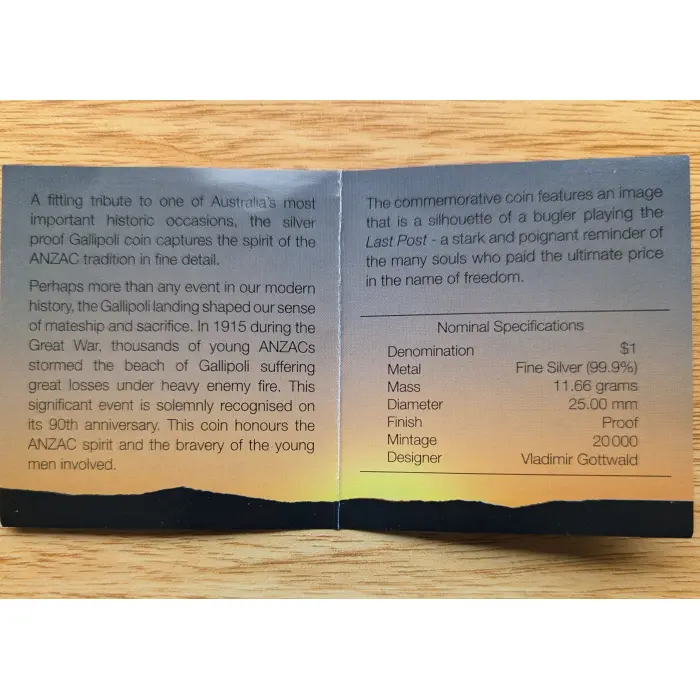 A fitting tribute to one of Australia's most
important historic occasions, the silver
proof Gallipoli coin captures the spirit of the
ANZAC tradition in fine detail.
Perhaps more than any event in our modern
history, the Gallipoli landing shaped our sense
of mateship and sacrifice. In 1915 during the
Great War, thousands of young ANZACs
stormed the beach of Gallipoli suffering
great losses under heavy enemy fire. This
significant event is solemnly recognised on
its 90th anniversary. This coin honours the
ANZAC spirit and the bravery of the young
men involved.
The commemorative coin features an image
that is a silhouette of a bugler playing the
Last Post - a stark and poignant reminder of
the many souls who paid the ultimate price
in the name of freedom.
Nominal Specifications
Denomination $1
Metal Fine Silver (99.9%)
Mass 11.66 grams
Diameter 25.00 mm
Finish Proof
Mintage 20000
Designer Vladimir Gottwald